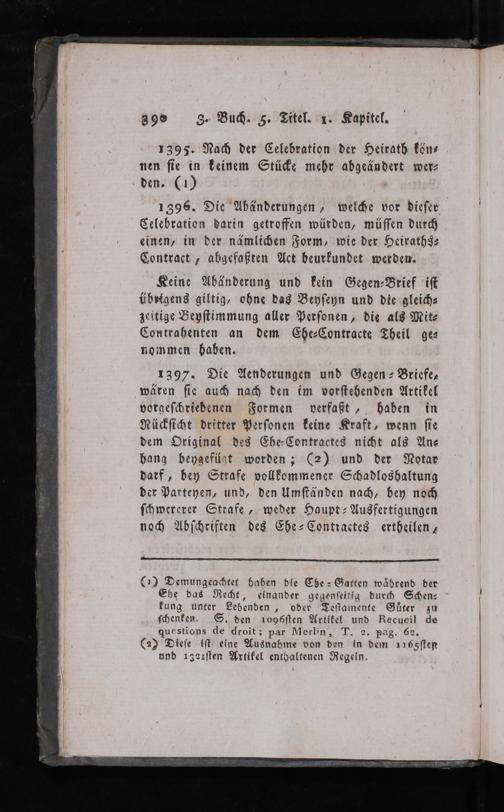 390 3. Buch. 5. Titel. 1. Kapitel.
1395. Nach der Celebration der Heirath kön-
nen sie in keinem Stücke mehr abgeändert wer-
den. (1)
1396. Die Abänderungen, welche vor dieser
Celebration darin getroffen würden, müssen durch
einen, in der nämlichen Form, wie der Heiraths-
Contract, abgefaßten Act beurkundet werden.
Keine Abänderung und kein Gegen-Brief ist
übrigens giltig, ohne das Beyseyn und die gleich-
zeitige Beystimmung aller Personen, die als Mit-
Contrahenten an dem Ehe-Contracte Theil ge-
nommen haben.
1397. Die Aenderungen und Gegen-Briefe,
wären sie auch nach den im vorstehenden Artikel
vorgeschriebenen Formen verfaßt, haben in
Rücksicht dritter Personen keine Kraft, wenn sie
dem Original des Ehe-Contractes nicht als An-
hang beygefügt worden; (2) und der Notar
darf, bey Strafe vollkommener Schadloshaltung
der Parteyen, und, den Umständen nach, bey noch
schwererer Strafe, weder Haupt-Ausfertigungen
noch Abschriften des Ehe-Contractes ertheilen,
(1) Demungeachtet haben die Ehe-Gatten während der
Ehe das Recht, einander gegenseitig durch Schen-
kung unter Lebenden, oder Testamente Güter zu
schenken. S. den 1096sten Artikel und Recueil de
questions de droit; par Merlin, T. 2. pag. 62.
(2) Diese ist eine Ausnahme von den in dem 1165sten
und 1321sten Artikel enthaltenen Regeln.